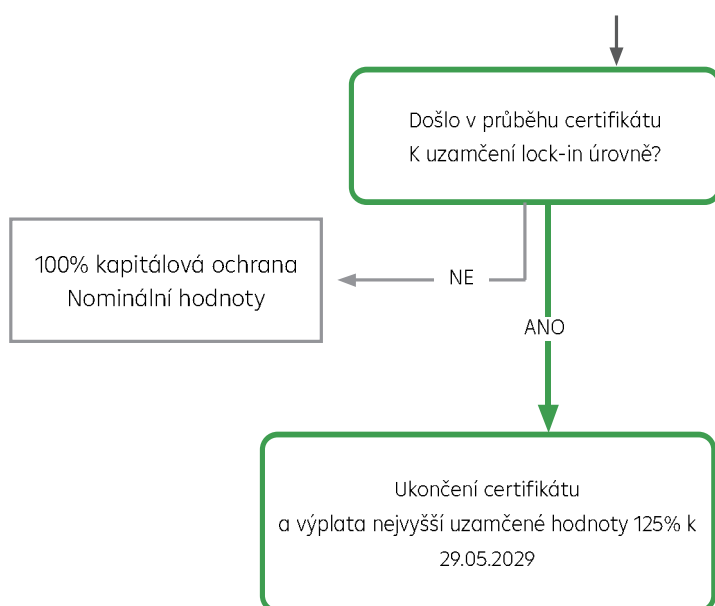 Došlo v průběhu certifikátu
K uzamčení lock-in úrovně?
100% kapitálová ochrana
Nominální hodnoty
NE
ANO
Ukončení certifikátu
a výplata nejvyšší uzamčené hodnoty 125% k
29.05.2029